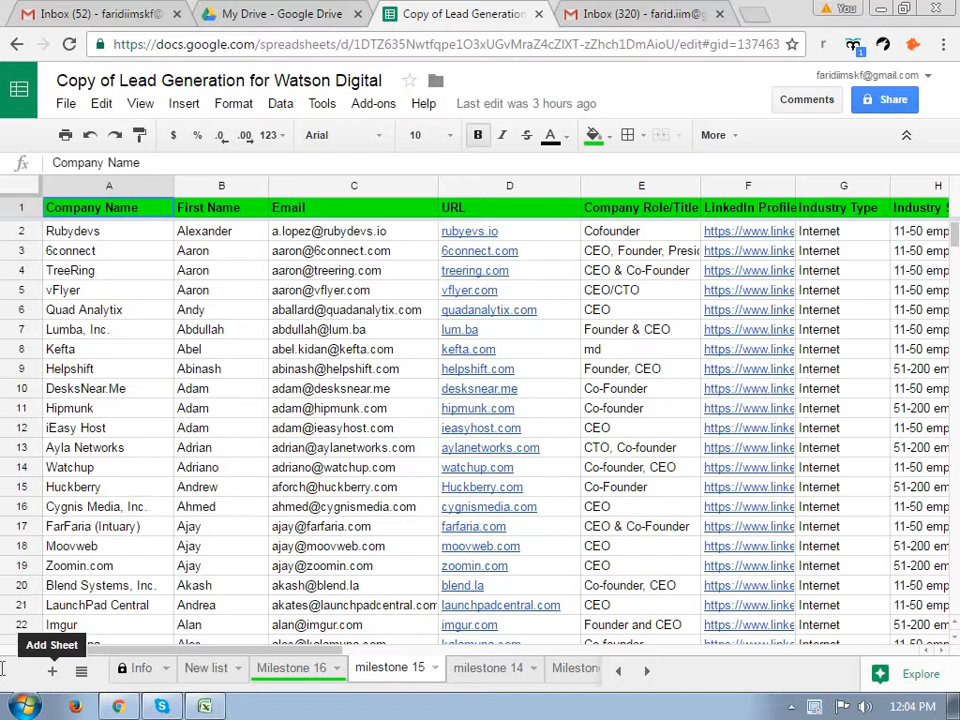 Inbox (52) - faridiimskf@ × My Drive - Google Drive × Copy of Lead Generation × Inbox (320) - farid.iim@g × You
https://docs.google.com/spreadsheets/d/1DTZ635Nwtfqpe1O3xUGvMraZ4cZlXT-zZhch1DmAioU/edit#gid=137463 r 1
Copy of Lead Generation for Watson Digital
faridiimskf@gmail.com
File Edit View Insert Format Data Tools Add-ons Help Last edit was 3 hours ago
Comments Share
$ % .0 .00 123 Arial 10 B I A More
fx Company Name
A B C D E F G H
1 Company Name First Name Email URL Company Role/Title LinkedIn Profile Industry Type Industry S
2 Rubydevs Alexander a.lopez@rubydevs.io rubyevs.io Cofounder https://www.linke Internet 11-50 emp
3 6connect Aaron aaron@6connect.com 6connect.com CEO, Founder, Presid https://www.linke Internet 11-50 emp
4 TreeRing Aaron aaron@treering.com treering.com CEO & Co-Founder https://www.linke Internet 11-50 emp
5 vFlyer Aaron aaron@vflyer.com vflyer.com CEO/CTO https://www.linke Internet 11-50 emp
6 Quad Analytix Andy aballard@quadanalytix.com quadanalytix.com CEO https://www.linke Internet 11-50 emp
7 Lumba, Inc. Abdullah abdullah@lum.ba lum.ba Founder & CEO https://www.linke Internet 11-50 emp
8 Kefta Abel abel.kidan@kefta.com kefta.com md https://www.linke Internet 11-50 emp
9 Helpshift Abinash abinash@helpshift.com helpshift.com Founder, CEO https://www.linke Internet 51-200 em
10 DesksNear.Me Adam adam@desksnear.me desksnear.me Co-Founder https://www.linke Internet 11-50 emp
11 Hipmunk Adam adam@hipmunk.com hipmunk.com Co-founder https://www.linke Internet 51-200 em
12 iEasy Host Adam adam@ieasyhost.com ieasyhost.com Co-founder https://www.linke Internet 11-50 emp
13 Ayla Networks Adrian adrian@aylanetworks.com aylanetworks.com CTO, Co-founder https://www.linke Internet 51-200 em
14 Watchup Adriano adriano@watchup.com watchup.com Co-founder, CEO https://www.linke Internet 11-50 emp
15 Huckberry Andrew aforch@huckberry.com Huckberry.com Co-founder, CEO https://www.linke Internet 11-50 emp
16 Cygnis Media, Inc. Ahmed ahmed@cygnismedia.com cygnismedia.com CEO https://www.linke Internet 51-200 em
17 FarFaria (Intuary) Ajay ajay@farfaria.com farfaria.com CEO & Co-Founder https://www.linke Internet 11-50 emp
18 Moovweb Ajay ajay@moovweb.com moovweb.com CEO https://www.linke Internet 51-200 em
19 Zoomin.com Ajay ajay@zoomin.com zoomin.com CEO https://www.linke Internet 51-200 em
20 Blend Systems, Inc. Akash akash@blend.la blend.la Co-founder, CEO https://www.linke Internet 11-50 emp
21 LaunchPad Central Andrea akates@launchpadcentral.com launchpadcentral.com CEO https://www.linke Internet 11-50 emp
22 Imgur Alan alan@imgur.com imgur.com Founder and CEO https://www.linke Internet 11-50 emp
Add Sheet
Info New list Milestone 16 milestone 15 milestone 14 Milestone Explore
12:04 PM